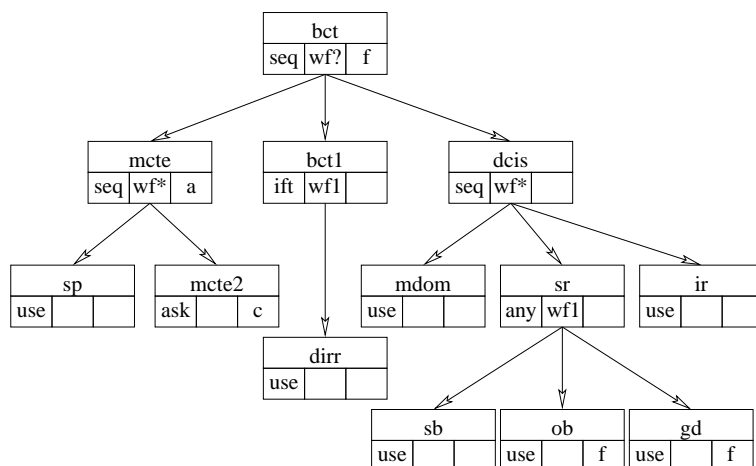 bct
seq wf? f
mcte bct1 dcis
seq wf* a ift wf1 seq wf*
sp mcte2 mdom sr ir
use ask c use any wf1 use
dirr
use
sb ob gd
use use f use f